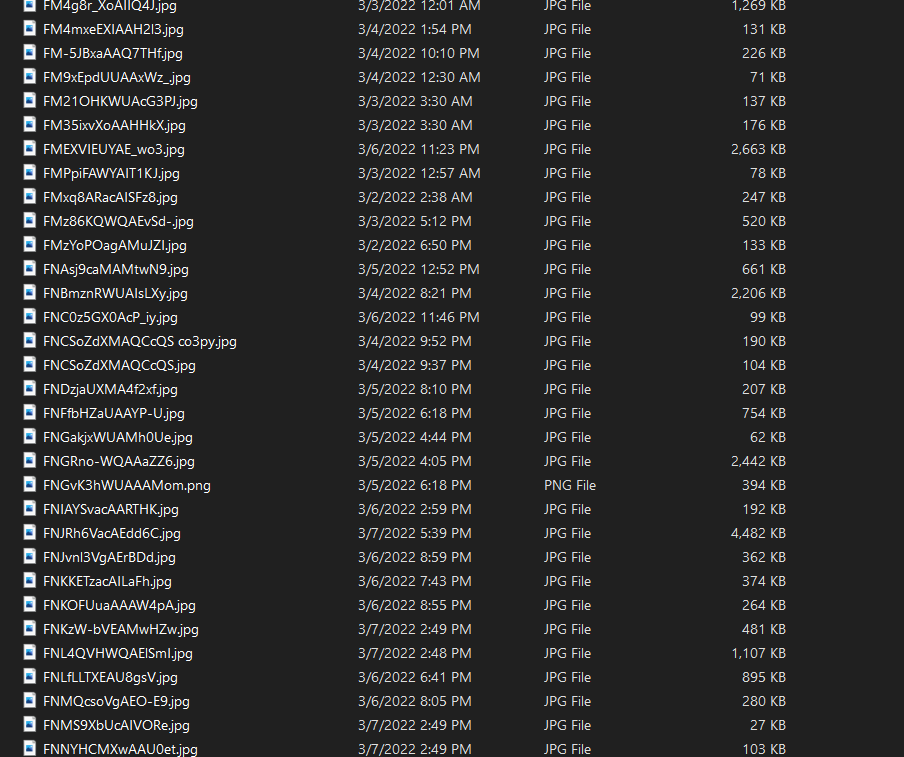 FM4g8r_XoAIIQ4J.jpg 3/3/2022 12:01 AM JPG File 1,269 KB
FM4mxeEXIAAH2l3.jpg 3/4/2022 1:54 PM JPG File 131 KB
FM-5JBxaAAQ7THf.jpg 3/4/2022 10:10 PM JPG File 226 KB
FM9xEpdUUAAxWz_.jpg 3/4/2022 12:30 AM JPG File 71 KB
FM21OHKWUAcG3PJ.jpg 3/3/2022 3:30 AM JPG File 137 KB
FM35ixvXoAAHHkX.jpg 3/3/2022 3:30 AM JPG File 176 KB
FMEXVIEUYAE_wo3.jpg 3/6/2022 11:23 PM JPG File 2,663 KB
FMPpiFAWYAIT1KJ.jpg 3/3/2022 12:57 AM JPG File 78 KB
FMxq8ARacAISFz8.jpg 3/2/2022 2:38 AM JPG File 247 KB
FMz86KQWQAEvSd-.jpg 3/3/2022 5:12 PM JPG File 520 KB
FMzYoPOagAMuJZI.jpg 3/2/2022 6:50 PM JPG File 133 KB
FNAsj9caMAMtwN9.jpg 3/5/2022 12:52 PM JPG File 661 KB
FNBmznRWUAIsLXy.jpg 3/4/2022 8:21 PM JPG File 2,206 KB
FNC0z5GX0AcP_iy.jpg 3/6/2022 11:46 PM JPG File 99 KB
FNCSoZdXMAQCcQS co3py.jpg 3/4/2022 9:52 PM JPG File 190 KB
FNCSoZdXMAQCcQS.jpg 3/4/2022 9:37 PM JPG File 104 KB
FNDzjaUXMA4f2xf.jpg 3/5/2022 8:10 PM JPG File 207 KB
FNFfbHZaUAAYP-U.jpg 3/5/2022 6:18 PM JPG File 754 KB
FNGakjxWUAMh0Ue.jpg 3/5/2022 4:44 PM JPG File 62 KB
FNGRno-WQAAaZZ6.jpg 3/5/2022 4:05 PM JPG File 2,442 KB
FNGvK3hWUAAAMom.png 3/5/2022 6:18 PM PNG File 394 KB
FNIAYSvacAARTHK.jpg 3/6/2022 2:59 PM JPG File 192 KB
FNJRh6VacAEdd6C.jpg 3/7/2022 5:39 PM JPG File 4,482 KB
FNJvnl3VgAErBDd.jpg 3/6/2022 8:59 PM JPG File 362 KB
FNKKETzacAILaFh.jpg 3/6/2022 7:43 PM JPG File 374 KB
FNKOFUuaAAAW4pA.jpg 3/6/2022 8:55 PM JPG File 264 KB
FNKzW-bVEAMwHZw.jpg 3/7/2022 2:49 PM JPG File 481 KB
FNL4QVHWQAElSmI.jpg 3/7/2022 2:48 PM JPG File 1,107 KB
FNLfLLTXEAU8gsV.jpg 3/6/2022 6:41 PM JPG File 895 KB
FNMQcsoVgAEO-E9.jpg 3/6/2022 8:05 PM JPG File 280 KB
FNMS9XbUcAIVORe.jpg 3/7/2022 2:49 PM JPG File 27 KB
FNNYHCMXwAAU0et.jpg 3/7/2022 2:49 PM JPG File 103 KB